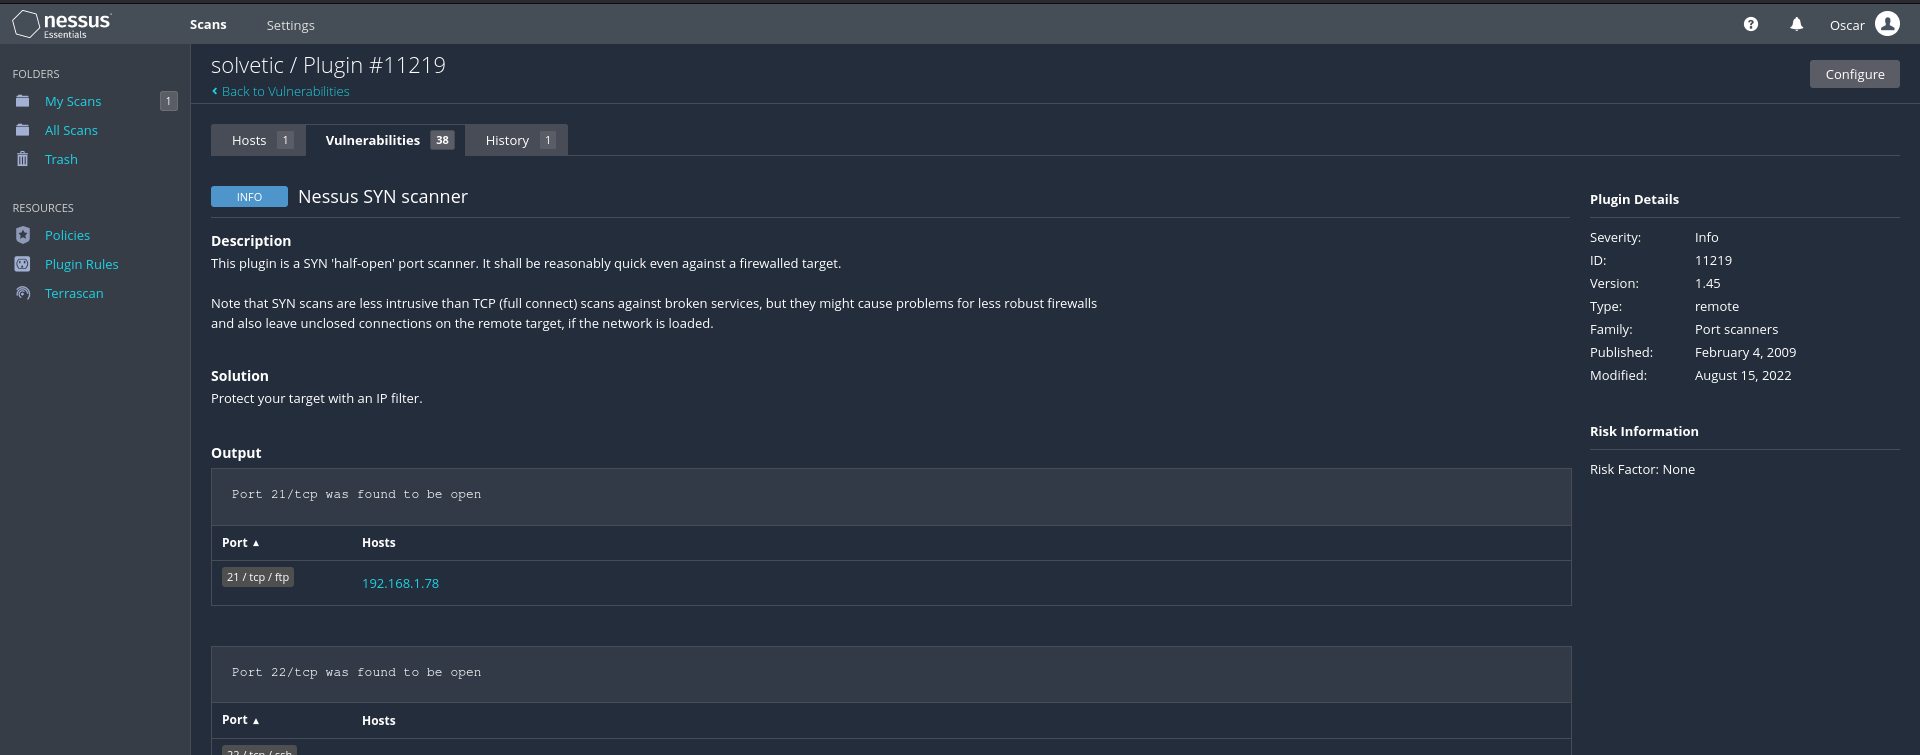 nessus
Essentials
Scans
Settings
Oscar
FOLDERS
My Scans 1
All Scans
Trash
RESOURCES
Policies
Plugin Rules
Terrascan
solvetic / Plugin #11219
Back to Vulnerabilities
Configure
Hosts 1
Vulnerabilities 38
History 1
INFO Nessus SYN scanner
Description
This plugin is a SYN 'half-open' port scanner. It shall be reasonably quick even against a firewalled target.
Note that SYN scans are less intrusive than TCP (full connect) scans against broken services, but they might cause problems for less robust firewalls
and also leave unclosed connections on the remote target, if the network is loaded.
Solution
Protect your target with an IP filter.
Output
Port 21/tcp was found to be open
Port ▲ Hosts
21 / tcp / ftp 192.168.1.78
Port 22/tcp was found to be open
Port ▲ Hosts
22 / tcp / ssh
Plugin Details
Severity: Info
ID: 11219
Version: 1.45
Type: remote
Family: Port scanners
Published: February 4, 2009
Modified: August 15, 2022
Risk Information
Risk Factor: None